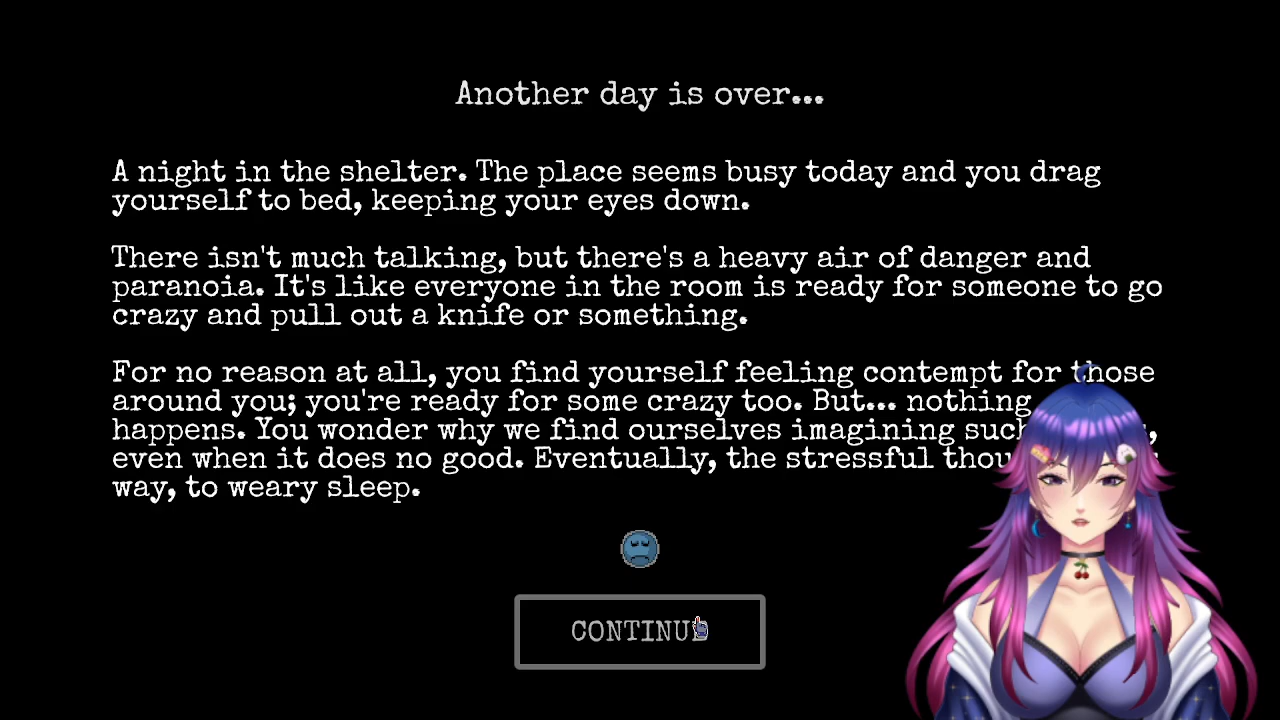 Another day is over...
A night in the shelter. The place seems busy today and you drag
yourself to bed, keeping your eyes down.
There isn't much talking, but there's a heavy air of danger and
paranoia. It's like everyone in the room is ready for someone to go
crazy and pull out a knife or something.
For no reason at all, you find yourself feeling contempt for those
around you; you're ready for some crazy too. But... nothing
happens. You wonder why we find ourselves imagining
even when it does no good. Eventually, the stressful
way, to weary sleep.
CONTINUE